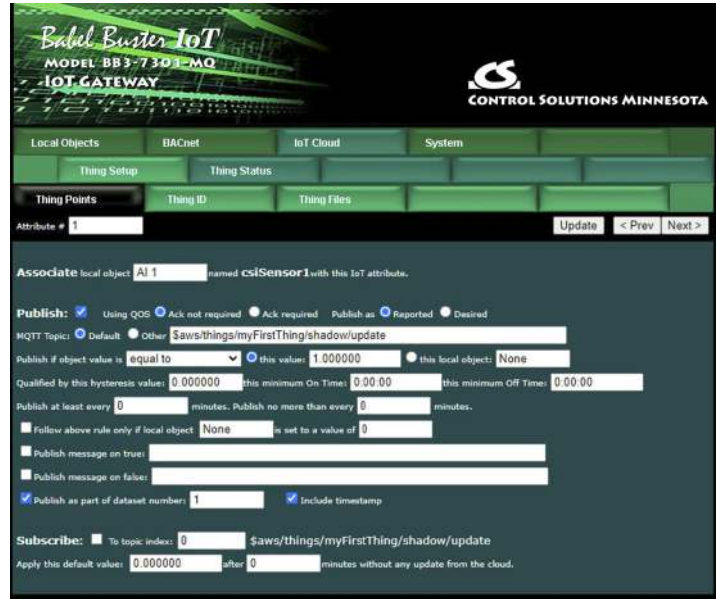 Babel Buster IoT
MODEL BB3-7301-MQ
IOT GATEWAY
CS
CONTROL SOLUTIONS MINNESOTA
Local Objects BACnet IoT Cloud System
Thing Setup Thing Status
Thing Points Thing ID Thing Files
Attribute # 1 Update < Prev Next >
Associate local object AI 1 named csiSensor1 with this IoT attribute.
Publish: Using QOS Ack not required Ack required Publish as Reported Desired
MQTT Topic: Default Other $aws/things/myFirstThing/shadow/update
Publish if object value is equal to this value: 1.000000 this local object: None
Qualified by this hysteresis value: 0.000000 this minimum On Time: 0:00:00 this minimum Off Time: 0:00:00
Publish at least every 0 minutes. Publish no more than every 0 minutes.
Follow above rule only if local object None is set to a value of 0
Publish message on true:
Publish message on false:
Publish as part of dataset number: 1 Include timestamp
Subscribe: To topic index: 0 $aws/things/myFirstThing/shadow/update
Apply this default value: 0.000000 after 0 minutes without any update from the cloud.